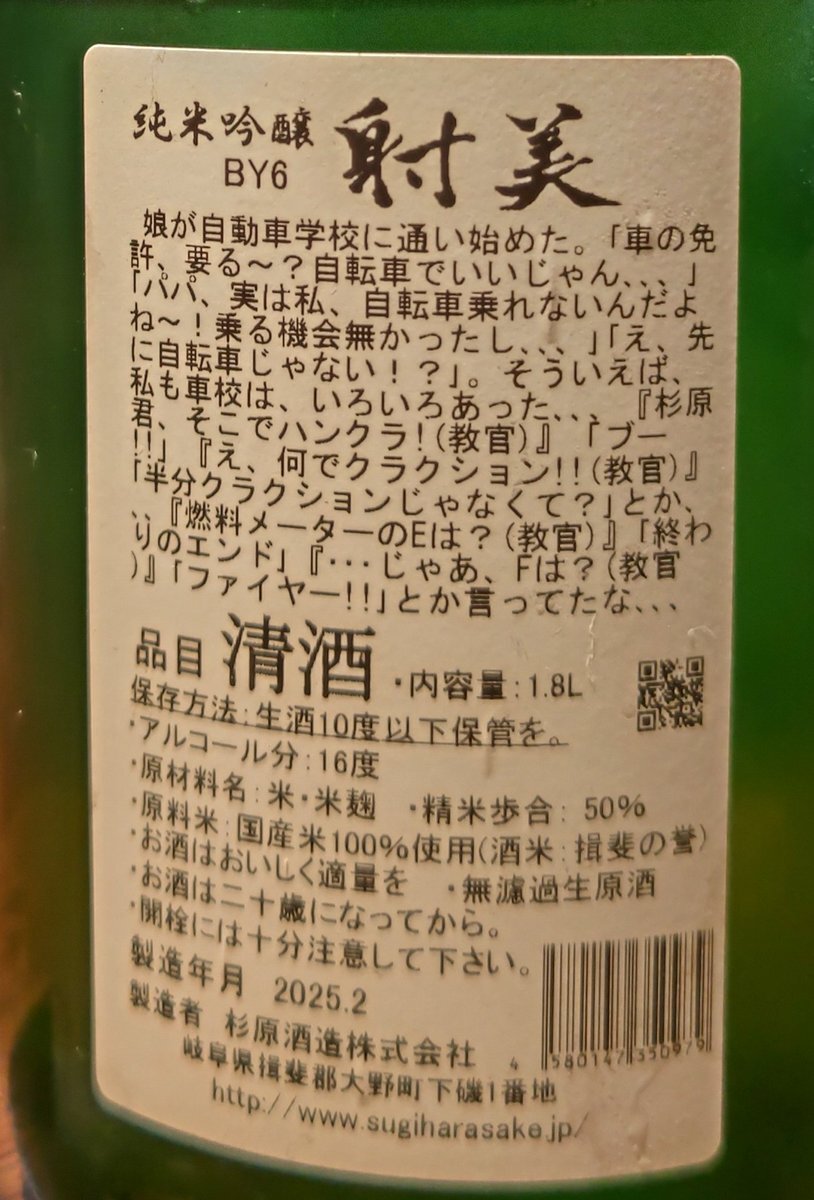 純米吟醸 射美
BY6
娘が自動車学校に通い始めた。「車の免
許、要る～？自転車でいいじゃん、、、」
「パパ、実は私、自転車乗れないんだよ
ね～！乗る機会無かったし、、、」「え、先
に自転車じゃない！？」。そういえば、
私も車校は、いろいろあった、、、『杉原
君、そこでハンクラ！(教官)』「ブー
!!」『え、何でクラクション!!(教官)』
「半分クラクションじゃなくて？」とか、
、、『燃料メーターのEは？(教官)』「終わ
りのエンド」『・・・じゃあ、Fは？(教官
)』「ファイヤー!!」とか言ってたな、、、
品目 清酒 ・内容量：1.8L
保存方法：生酒10度以下保管を。
・アルコール分：16度
・原材料名：米・米麹 ・精米歩合：50%
・原料米：国産米100%使用(酒米：揖斐の誉)
・お酒はおいしく適量を ・無濾過生原酒
・お酒は二十歳になってから。
・開栓には十分注意して下さい。
製造年月 2025.2
製造者 杉原酒造株式会社
岐阜県揖斐郡大野町下磯1番地
http://www.sugiharasake.jp/
4 580147 350979